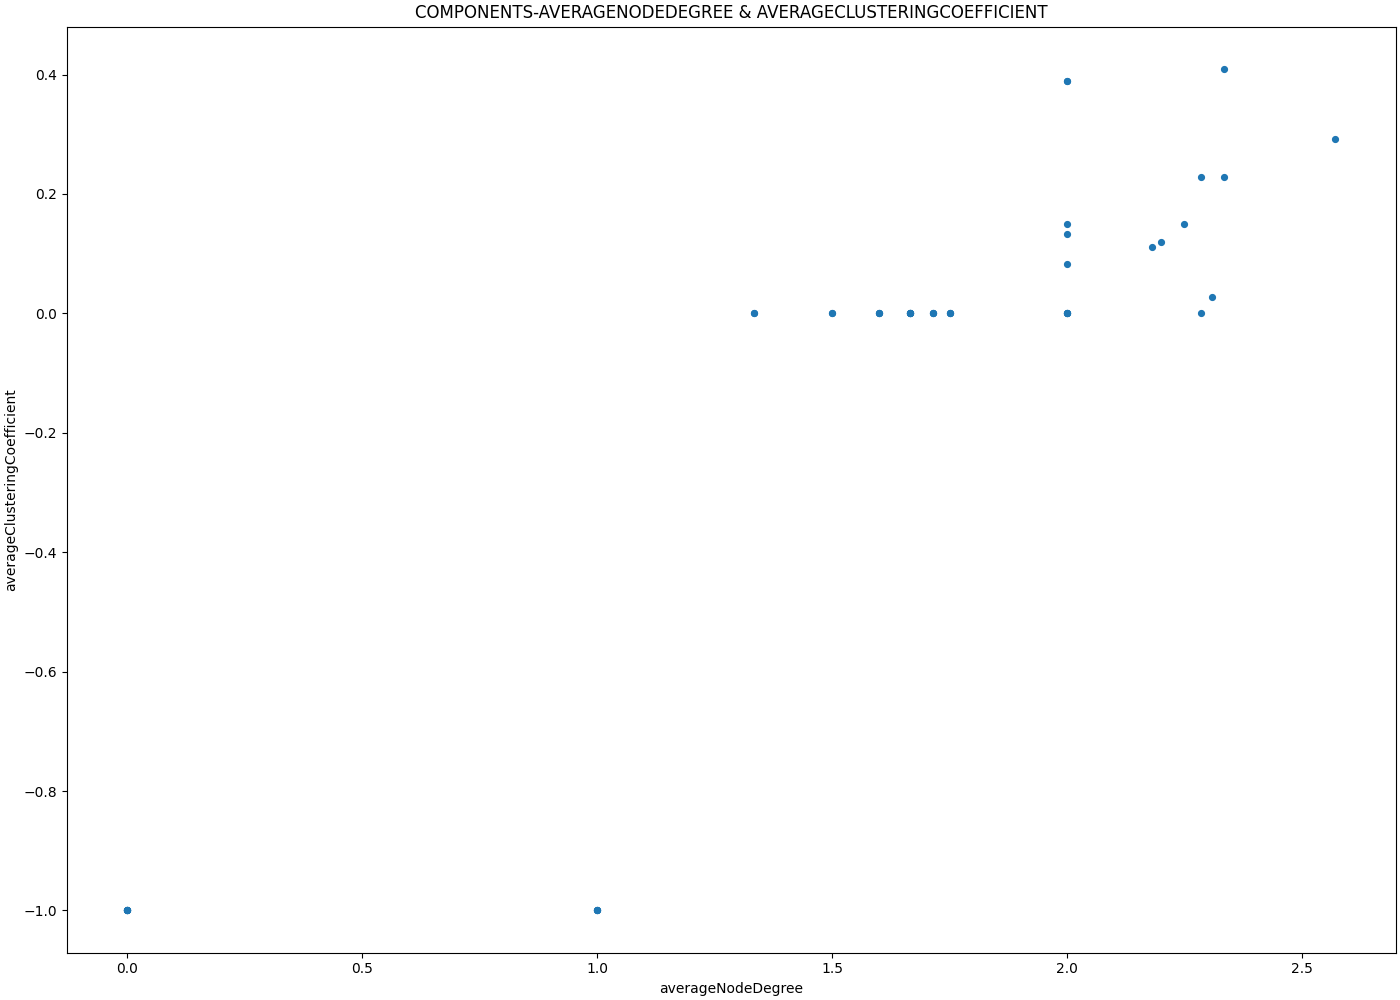 COMPONENTS-AVERAGENODEDEGREE & AVERAGECLUSTERINGCOEFFICIENT
averageClusteringCoefficient
0.4
0.2
0.0
−0.2
−0.4
−0.6
−0.8
−1.0
0.0 0.5 1.0 1.5 2.0 2.5
averageNodeDegree